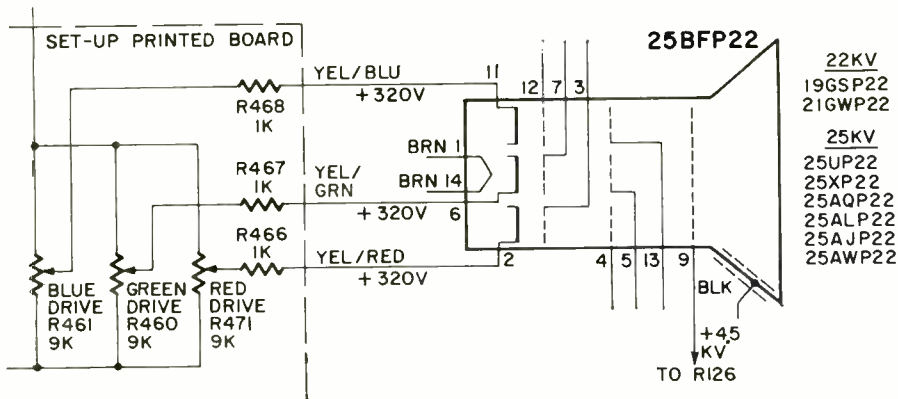 SET-UP PRINTED BOARD
25BFP22
22KV
19GSP22
21GWP22
25KV
25UP22
25XP22
25AQP22
25ALP22
25AJP22
25AWP22
YEL/BLU
+320V
R468
1K
11
12 7 3
BRN 1
BRN 14
R467
1K
YEL/
GRN
+320V
6
R466
1K
YEL/RED
+320V
2
4 5 13 9
BLK
+4.5
KV
TO R126
BLUE
DRIVE
R461
9K
GREEN
DRIVE
R460
9K
RED
DRIVE
R471
9K